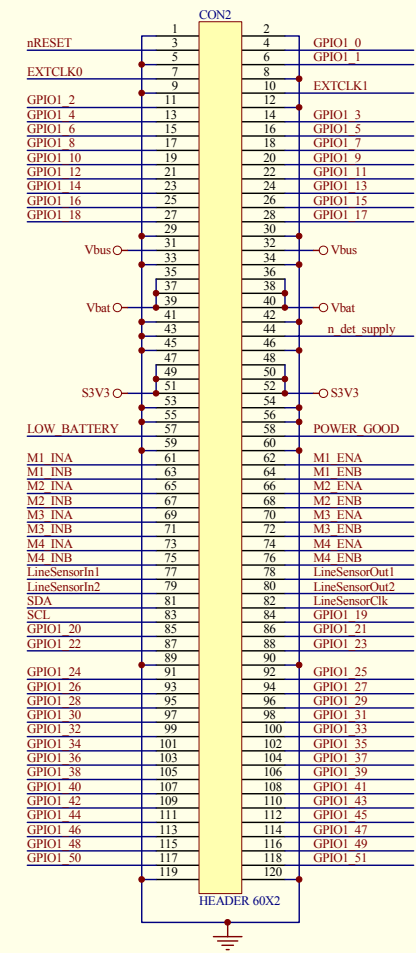 CON2
1 2
nRESET 3 4 GPIO1_0
5 6 GPIO1_1
EXTCLK0 7 8
9 10 EXTCLK1
GPIO1_2 11 12
GPIO1_4 13 14 GPIO1_3
GPIO1_6 15 16 GPIO1_5
GPIO1_8 17 18 GPIO1_7
GPIO1_10 19 20 GPIO1_9
GPIO1_12 21 22 GPIO1_11
GPIO1_14 23 24 GPIO1_13
GPIO1_16 25 26 GPIO1_15
GPIO1_18 27 28 GPIO1_17
29 30
Vbus 31 32 Vbus
33 34
35 36
37 38
Vbat 39 40 Vbat
41 42
43 44 n_det_supply
45 46
47 48
49 50
S3V3 51 52 S3V3
53 54
55 56
LOW_BATTERY 57 58 POWER_GOOD
59 60
M1_INA 61 62 M1_ENA
M1_INB 63 64 M1_ENB
M2_INA 65 66 M2_ENA
M2_INB 67 68 M2_ENB
M3_INA 69 70 M3_ENA
M3_INB 71 72 M3_ENB
M4_INA 73 74 M4_ENA
M4_INB 75 76 M4_ENB
LineSensorIn1 77 78 LineSensorOut1
LineSensorIn2 79 80 LineSensorOut2
SDA 81 82 LineSensorClk
SCL 83 84 GPIO1_19
GPIO1_20 85 86 GPIO1_21
GPIO1_22 87 88 GPIO1_23
89 90
GPIO1_24 91 92 GPIO1_25
GPIO1_26 93 94 GPIO1_27
GPIO1_28 95 96 GPIO1_29
GPIO1_30 97 98 GPIO1_31
GPIO1_32 99 100 GPIO1_33
GPIO1_34 101 102 GPIO1_35
GPIO1_36 103 104 GPIO1_37
GPIO1_38 105 106 GPIO1_39
GPIO1_40 107 108 GPIO1_41
GPIO1_42 109 110 GPIO1_43
GPIO1_44 111 112 GPIO1_45
GPIO1_46 113 114 GPIO1_47
GPIO1_48 115 116 GPIO1_49
GPIO1_50 117 118 GPIO1_51
119 120
HEADER 60X2